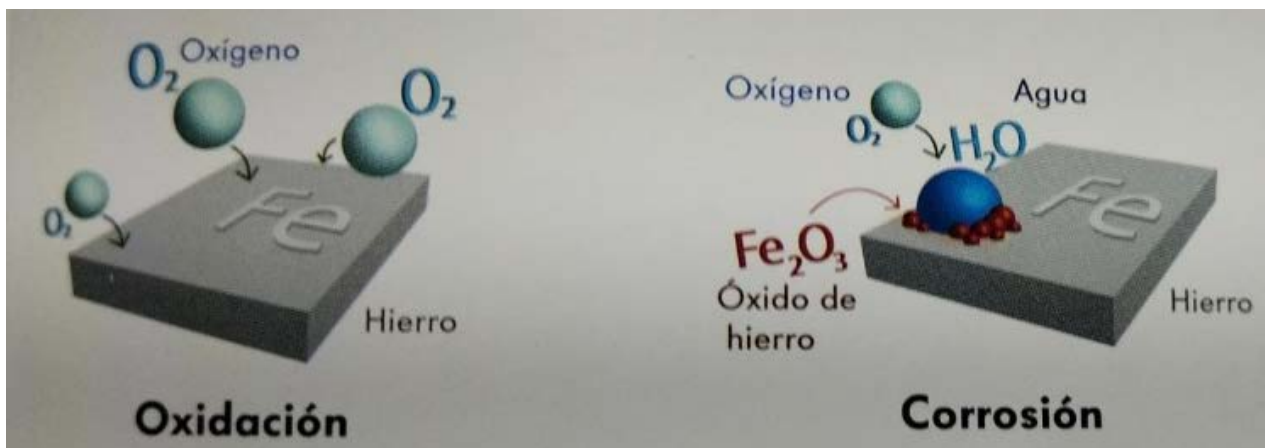 O₂ Oxígeno
O₂
O₂
Fe
Hierro
Oxidación
Oxígeno
O₂
Agua
H₂O
Fe
Fe₂O₃
Óxido de
hierro
Hierro
Corrosión